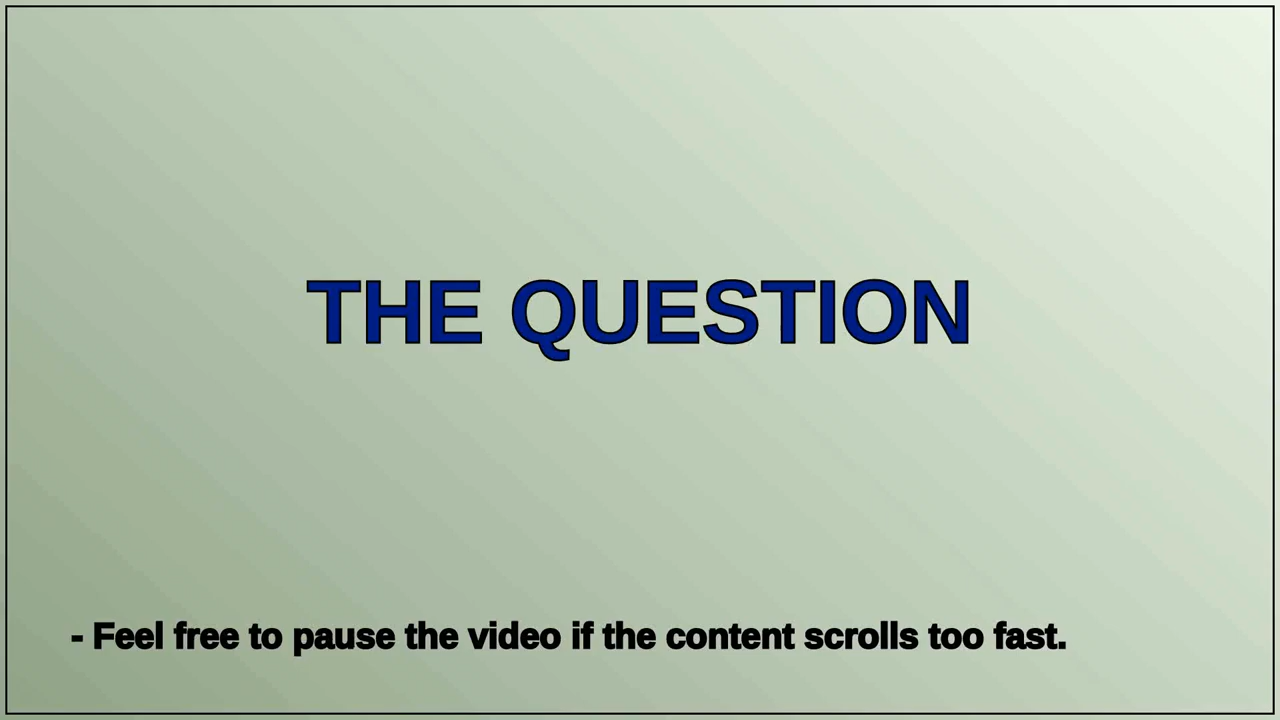 THE QUESTION
- Feel free to pause the video if the content scrolls too fast.